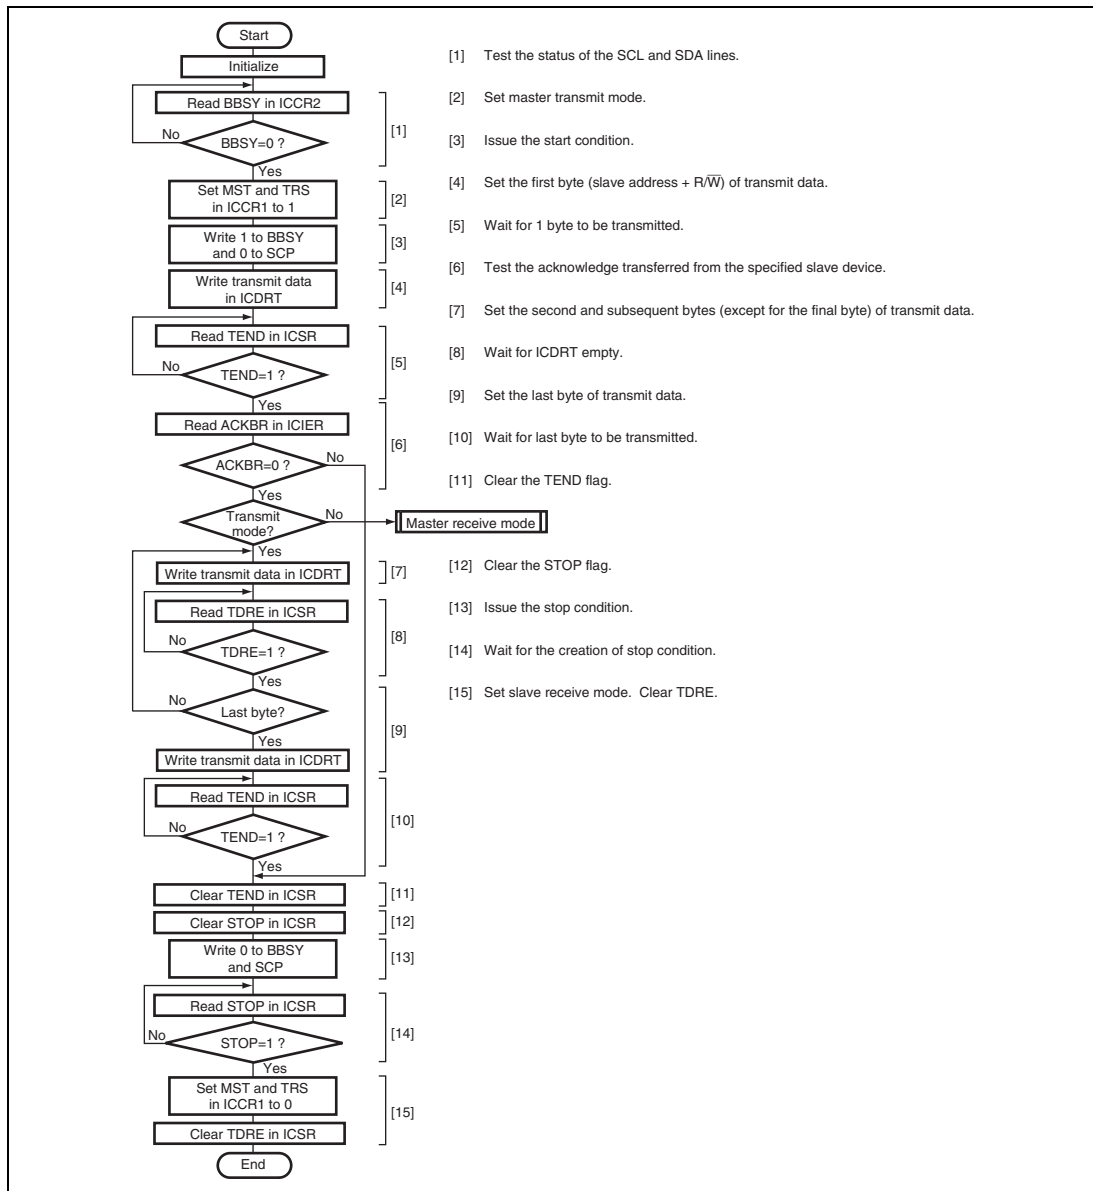 Start
Initialize
Read BBSY in ICCR2
No
BBSY=0 ?
[1]
Yes
Set MST and TRS
in ICCR1 to 1
[2]
Write 1 to BBSY
and 0 to SCP
[3]
Write transmit data
in ICDRT
[4]
Read TEND in ICSR
No
TEND=1 ?
[5]
Yes
Read ACKBR in ICIER
[6]
ACKBR=0 ?
No
Yes
Transmit
mode?
No
Master receive mode
Yes
Write transmit data in ICDRT
[7]
Read TDRE in ICSR
No
TDRE=1 ?
[8]
Yes
No
Last byte?
[9]
Yes
Write transmit data in ICDRT
Read TEND in ICSR
No
TEND=1 ?
[10]
Yes
Clear TEND in ICSR
[11]
Clear STOP in ICSR
[12]
Write 0 to BBSY
and SCP
[13]
Read STOP in ICSR
No
STOP=1 ?
[14]
Yes
Set MST and TRS
in ICCR1 to 0
[15]
Clear TDRE in ICSR
End
[1] Test the status of the SCL and SDA lines.
[2] Set master transmit mode.
[3] Issue the start condition.
[4] Set the first byte (slave address + R/W̅) of transmit data.
[5] Wait for 1 byte to be transmitted.
[6] Test the acknowledge transferred from the specified slave device.
[7] Set the second and subsequent bytes (except for the final byte) of transmit data.
[8] Wait for ICDRT empty.
[9] Set the last byte of transmit data.
[10] Wait for last byte to be transmitted.
[11] Clear the TEND flag.
[12] Clear the STOP flag.
[13] Issue the stop condition.
[14] Wait for the creation of stop condition.
[15] Set slave receive mode. Clear TDRE.